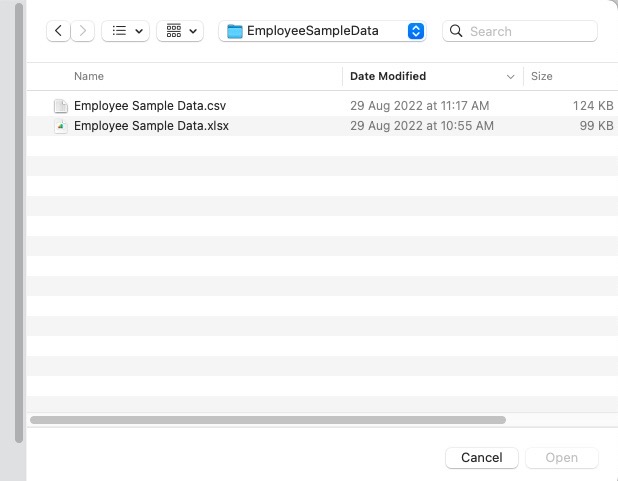 EmployeeSampleData
Search
Name Date Modified Size
Employee Sample Data.csv 29 Aug 2022 at 11:17 AM 124 KB
Employee Sample Data.xlsx 29 Aug 2022 at 10:55 AM 99 KB
Cancel Open